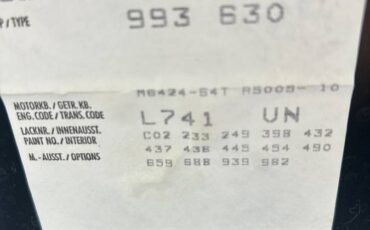 P / TYPE 993 630
M6424-64T A5005- 10
MOTORKB. / GETR. KB. 
ENG. CODE / TRANS. CODE L741 UN
LACKNR. / INNENAUSST.
PAINT NO. / INTERIOR C02 233 249 398 432
437 438 445 454 490
M. - AUSST. / OPTIONS
659 688 939 982